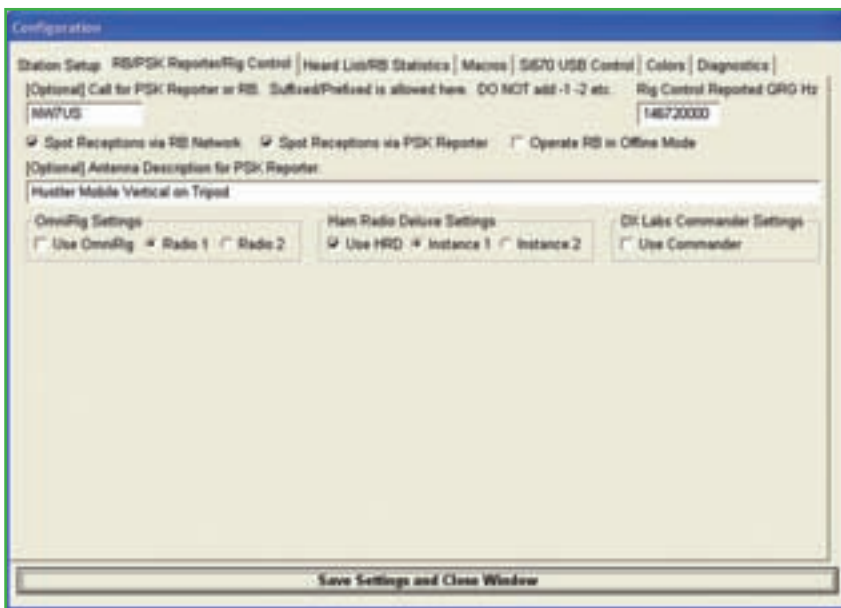 Configuration
Station Setup RB/PSK Reporter/Rig Control Heard List/RB Statistics Macros Si570 USB Control Colors Diagnostics
[Optional] Call for PSK Reporter or RB. Suffixed/Prefixed is allowed here. DO NOT add -1 -2 etc. Rig Control Reported QRG Hz
NW7US 146720000
Spot Receptions via RB Network Spot Receptions via PSK Reporter Operate RB in Offline Mode
[Optional] Antenna Description for PSK Reporter:
Hustler Mobile Vertical on Tripod
OmniRig Settings Ham Radio Deluxe Settings DX Labs Commander Settings
Use OmniRig Radio 1 Radio 2 Use HRD Instance 1 Instance 2 Use Commander
Save Settings and Close Window